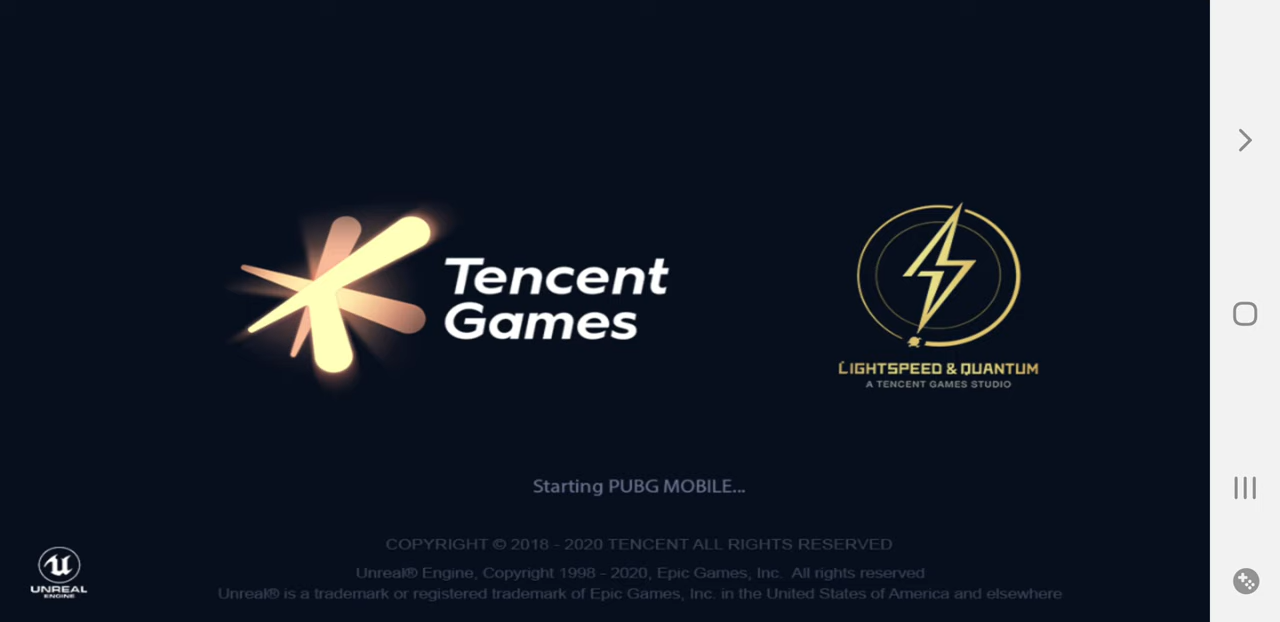 Tencent
Games
LIGHTSPEED & QUANTUM
A TENCENT GAMES STUDIO
Starting PUBG MOBILE...
COPYRIGHT © 2018 - 2020 TENCENT ALL RIGHTS RESERVED
Unreal® Engine, Copyright 1998 - 2020, Epic Games, Inc. All rights reserved
Unreal® is a trademark or registered trademark of Epic Games, Inc. in the United States of America and elsewhere
UNREAL
ENGINE